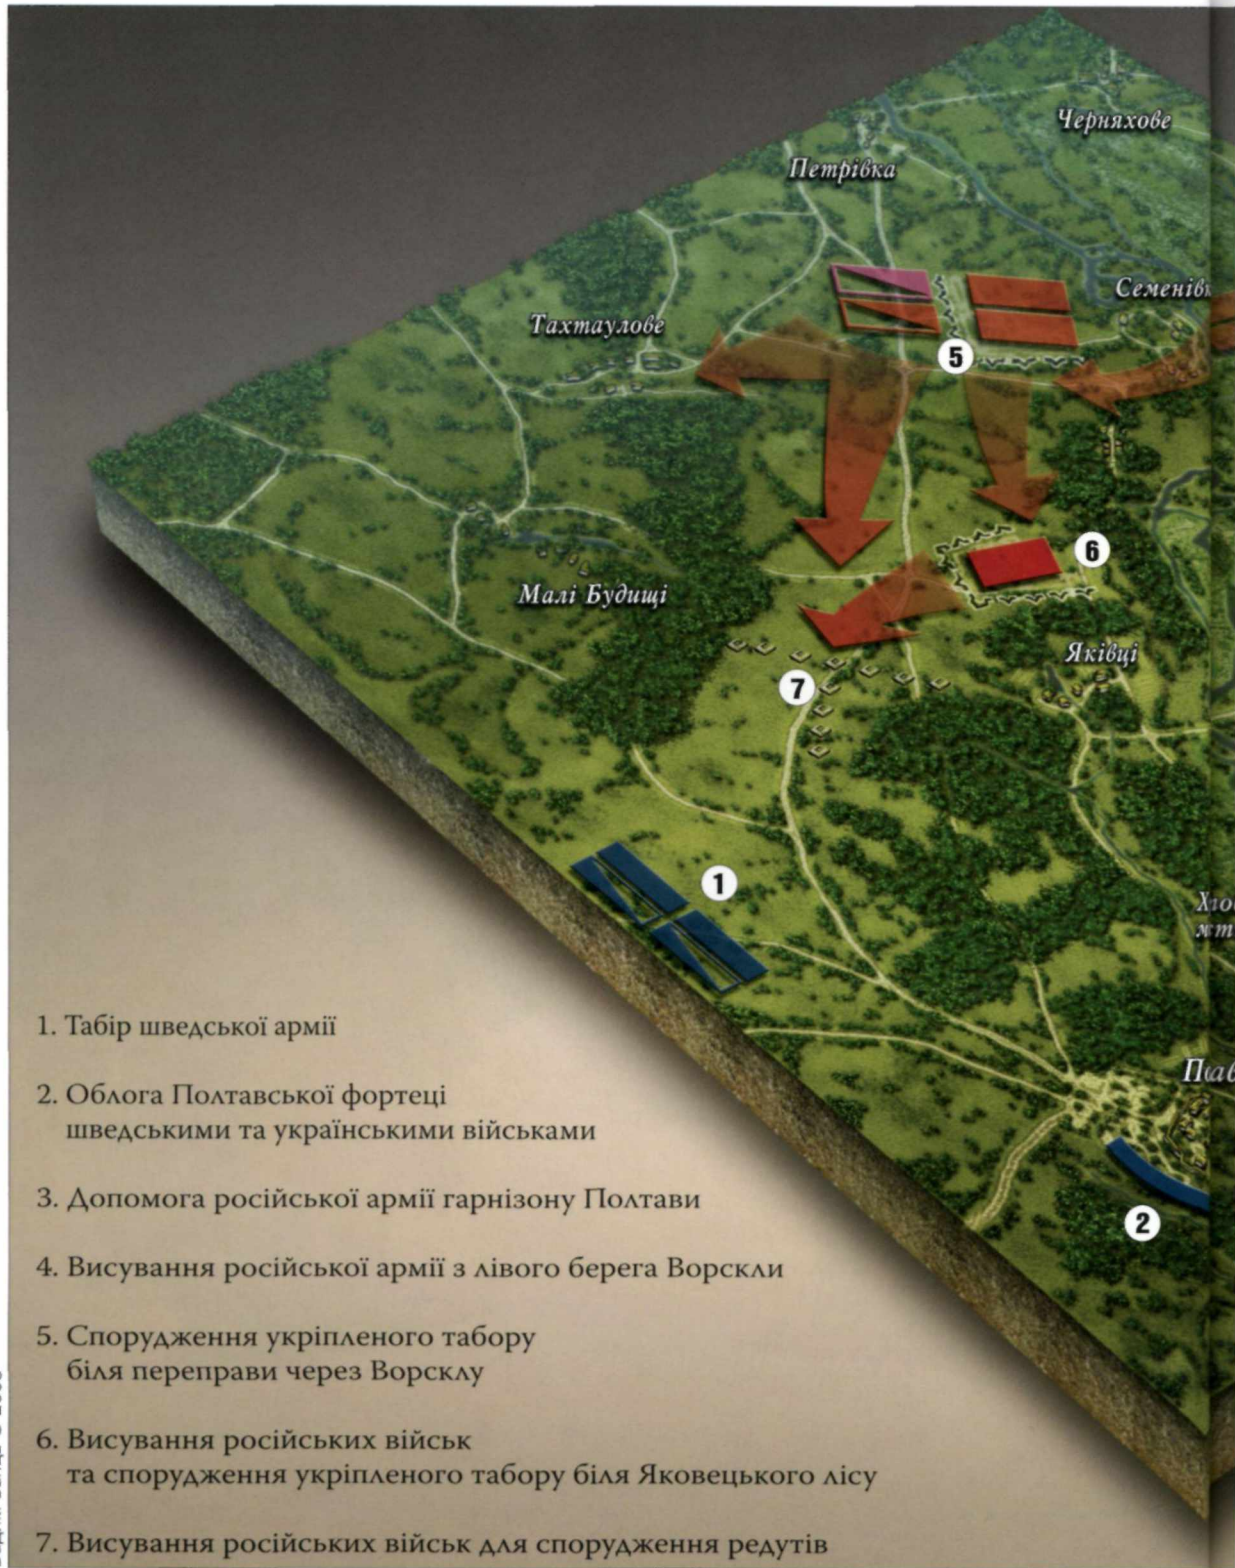 Черняхове
Петрівка
Семенів
Тахтаулове
5
6
Малі Будищі
Яківці
7
1
2
1. Табір шведської армії
2. Облога Полтавської фортеці
шведськими та українськими військами
3. Допомога російської армії гарнізону Полтави
4. Висування російської армії з лівого берега Ворскли
5. Спорудження укріпленого табору
біля переправи через Ворсклу
6. Висування російських військ
та спорудження укріпленого табору біля Яковецького лісу
7. Висування російських військ для спорудження редутів